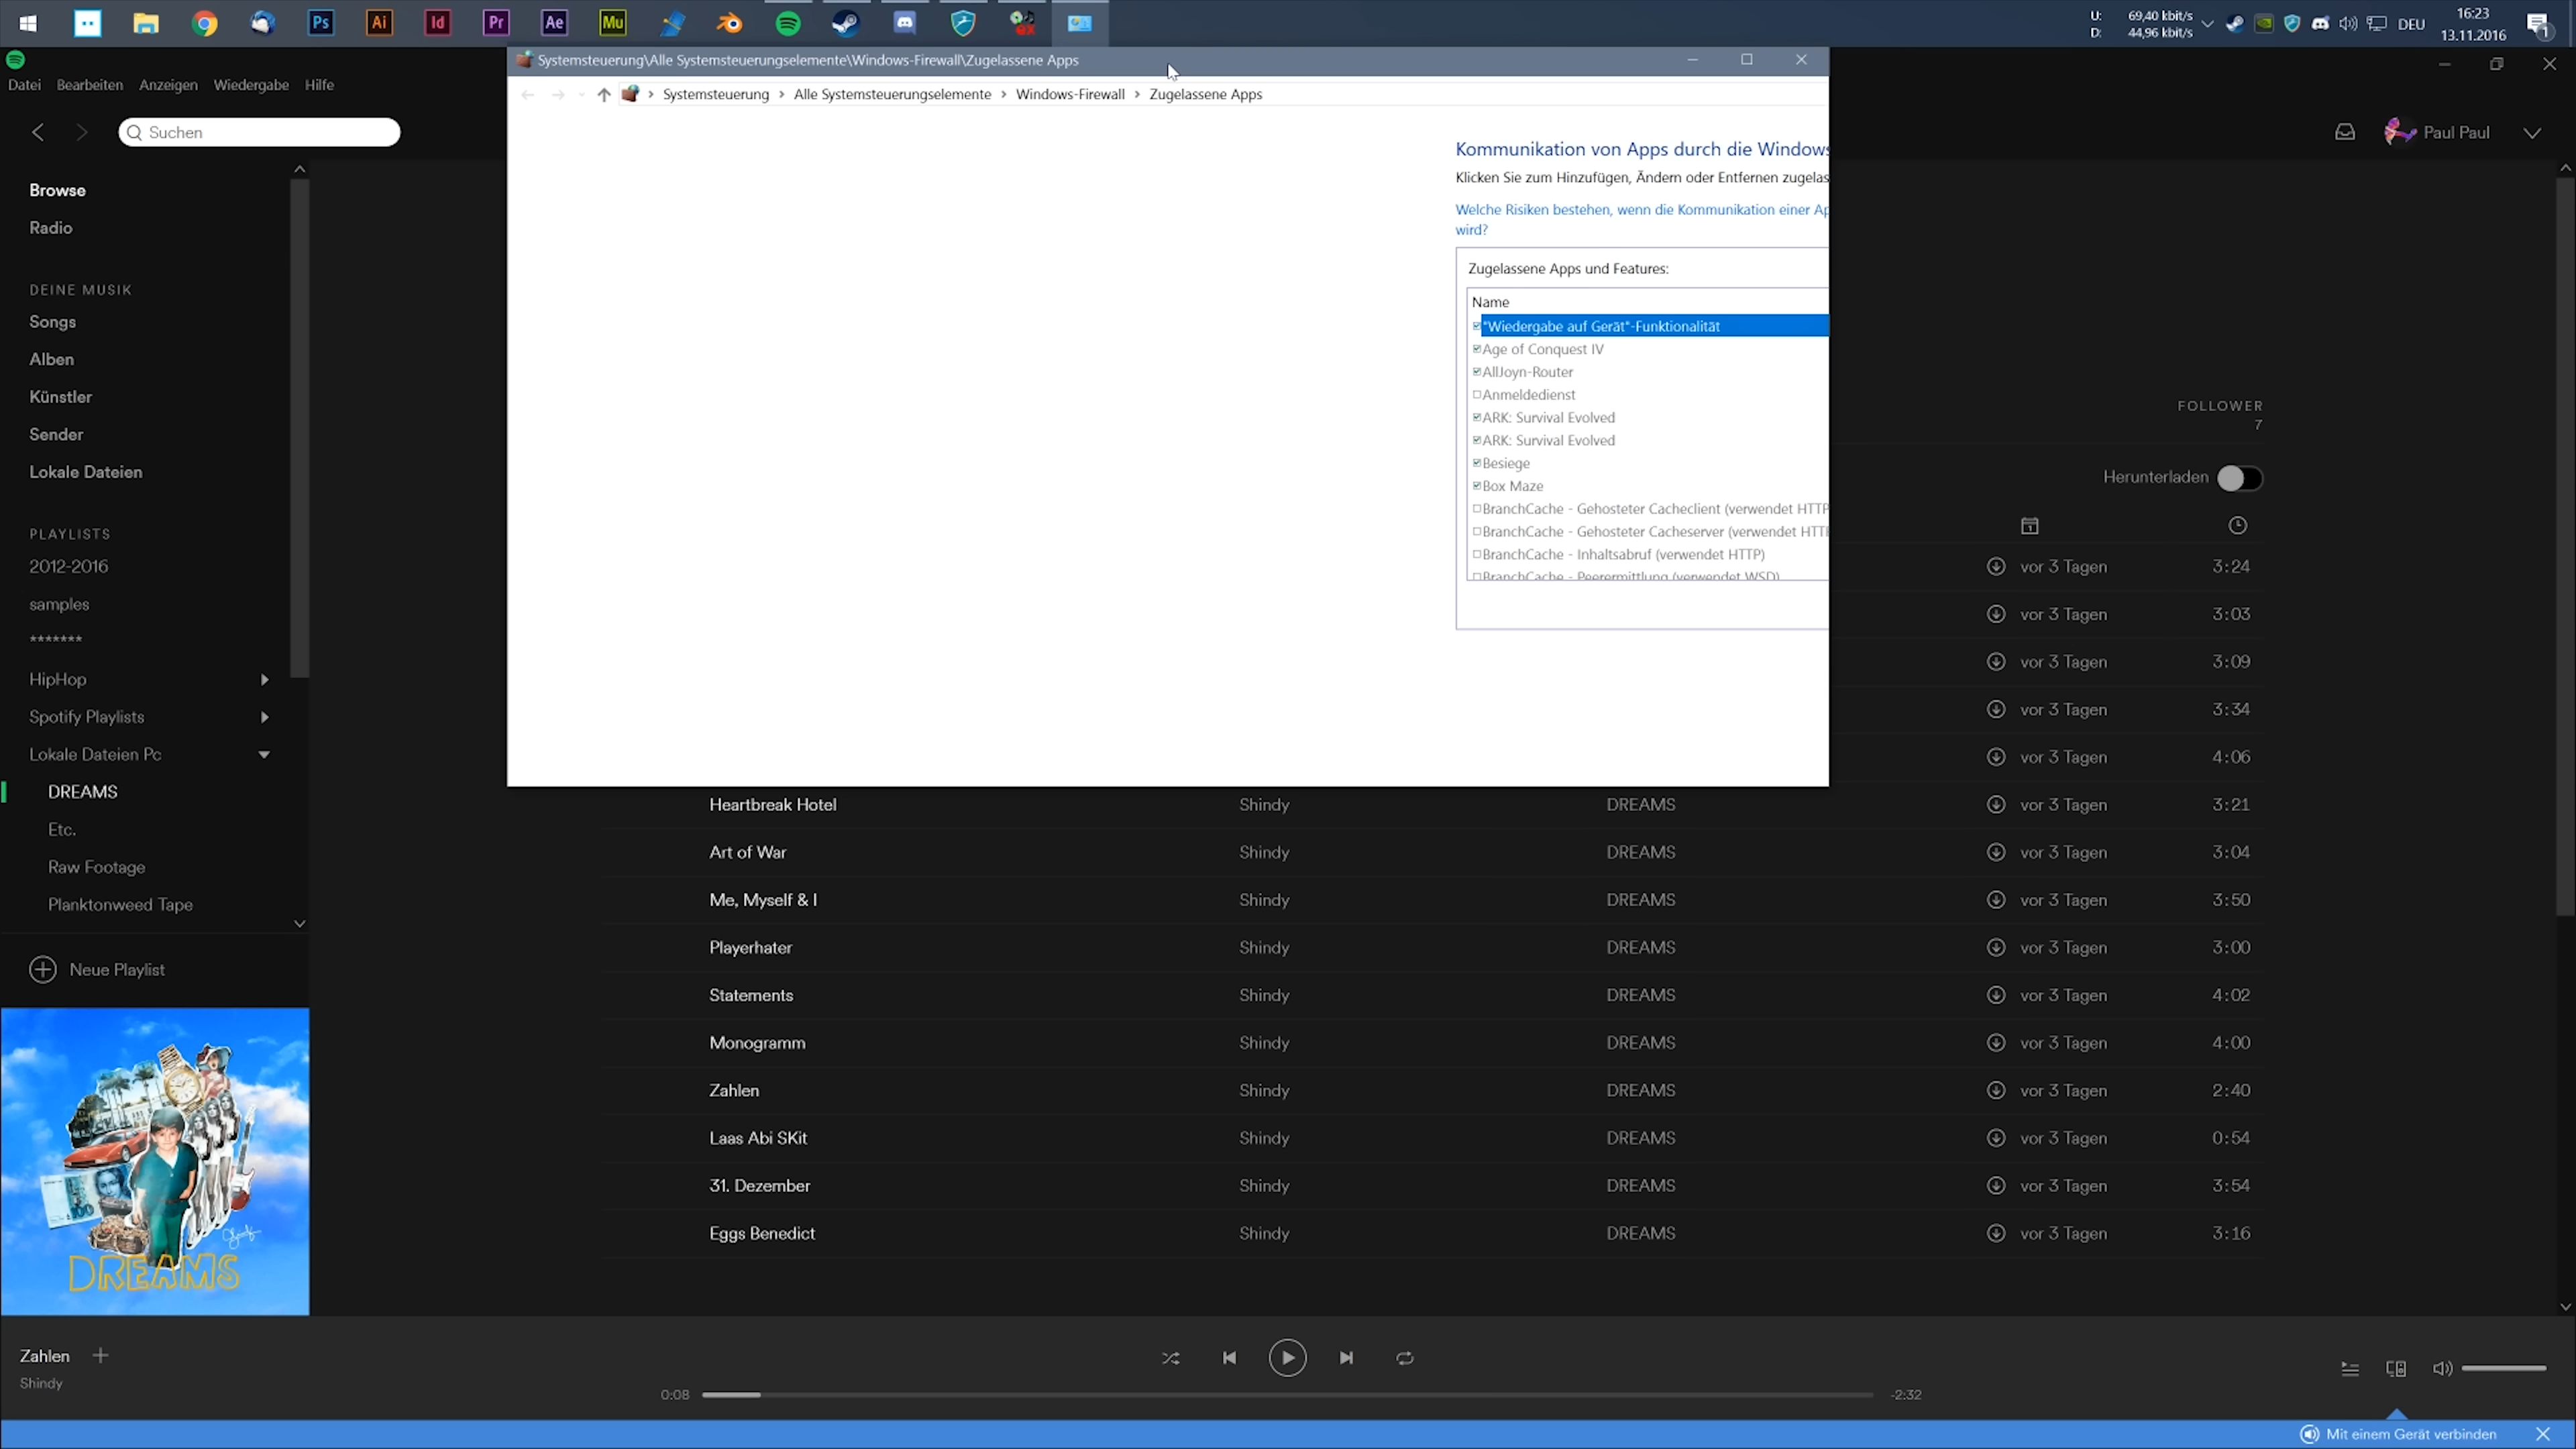 Ps
Ai
Id
Pr
Ae
Mu
U: 69,40 kbit/s
D: 44,96 kbit/s
DEU
16:23
13.11.2016
1
Systemsteuerung\Alle Systemsteuerungselemente\Windows-Firewall\Zugelassene Apps
Datei Bearbeiten Anzeigen Wiedergabe Hilfe
Systemsteuerung > Alle Systemsteuerungselemente > Windows-Firewall > Zugelassene Apps
Suchen
Paul Paul
Browse
Radio
DEINE MUSIK
Songs
Alben
Künstler
Sender
Lokale Dateien
PLAYLISTS
2012-2016
samples
*******
HipHop
Spotify Playlists
Lokale Dateien Pc
DREAMS
Etc.
Raw Footage
Planktonweed Tape
Neue Playlist
DREAMS
Kommunikation von Apps durch die Windows
Klicken Sie zum Hinzufügen, Ändern oder Entfernen zugelas
Welche Risiken bestehen, wenn die Kommunikation einer Ap
wird?
Zugelassene Apps und Features:
Name
"Wiedergabe auf Gerät"-Funktionalität
Age of Conquest IV
AllJoyn-Router
Anmeldedienst
ARK: Survival Evolved
ARK: Survival Evolved
Besiege
Box Maze
BranchCache - Gehosteter Cacheclient (verwendet HTTP
BranchCache - Gehosteter Cacheserver (verwendet HTTP
BranchCache - Inhaltsabruf (verwendet HTTP)
BranchCache - Peerermittlung (verwendet WSD)
FOLLOWER
7
Herunterladen
vor 3 Tagen 3:24
vor 3 Tagen 3:03
vor 3 Tagen 3:09
vor 3 Tagen 3:34
vor 3 Tagen 4:06
Heartbreak Hotel Shindy DREAMS vor 3 Tagen 3:21
Art of War Shindy DREAMS vor 3 Tagen 3:04
Me, Myself & I Shindy DREAMS vor 3 Tagen 3:50
Playerhater Shindy DREAMS vor 3 Tagen 3:00
Statements Shindy DREAMS vor 3 Tagen 4:02
Monogramm Shindy DREAMS vor 3 Tagen 4:00
Zahlen Shindy DREAMS vor 3 Tagen 2:40
Laas Abi SKit Shindy DREAMS vor 3 Tagen 0:54
31. Dezember Shindy DREAMS vor 3 Tagen 3:54
Eggs Benedict Shindy DREAMS vor 3 Tagen 3:16
Zahlen
Shindy
0:08
-2:32
Mit einem Gerät verbinden